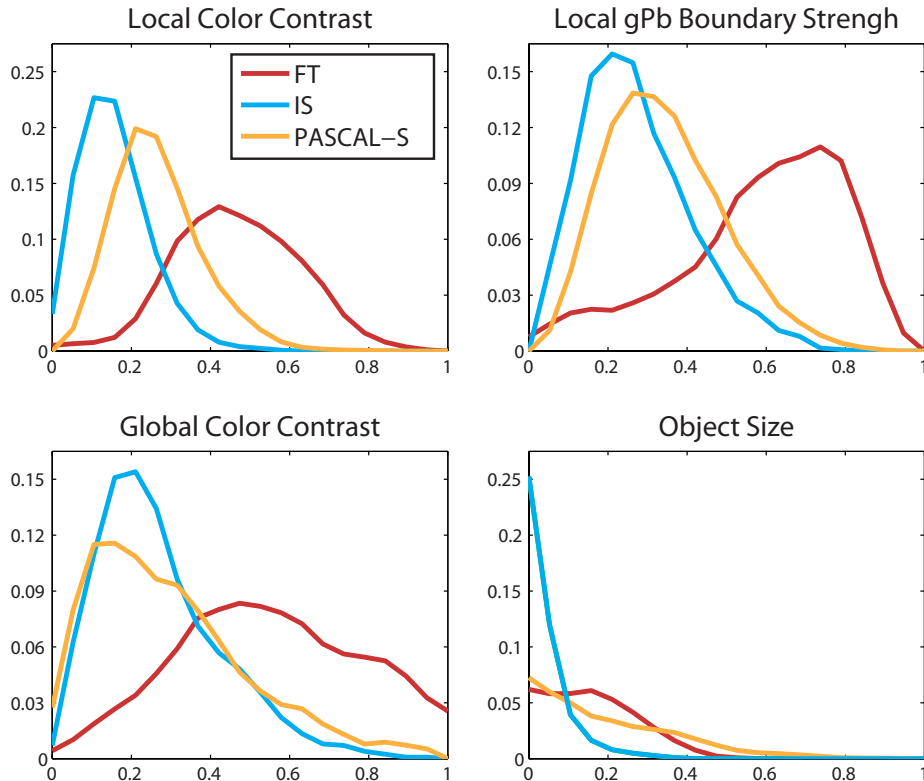 Local Color Contrast
0.25
0.2
0.15
0.1
0.05
0
0 0.2 0.4 0.6 0.8 1
FT
IS
PASCAL–S
Local gPb Boundary Strengh
0.15
0.12
0.09
0.06
0.03
0
0 0.2 0.4 0.6 0.8 1
Global Color Contrast
0.15
0.12
0.09
0.06
0.03
0
0 0.2 0.4 0.6 0.8 1
Object Size
0.25
0.2
0.15
0.1
0.05
0
0 0.2 0.4 0.6 0.8 1